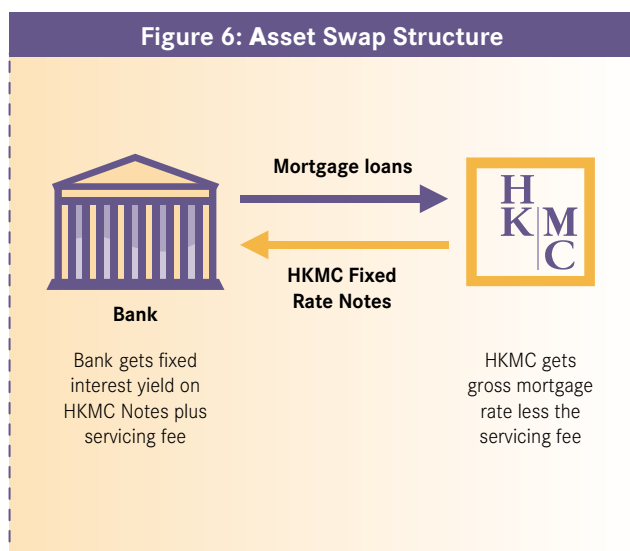 Figure 6: Asset Swap Structure
Mortgage loans
H
K M
C
HKMC Fixed
Rate Notes
Bank
Bank gets fixed
interest yield on
HKMC Notes plus
servicing fee
HKMC gets
gross mortgage
rate less the
servicing fee